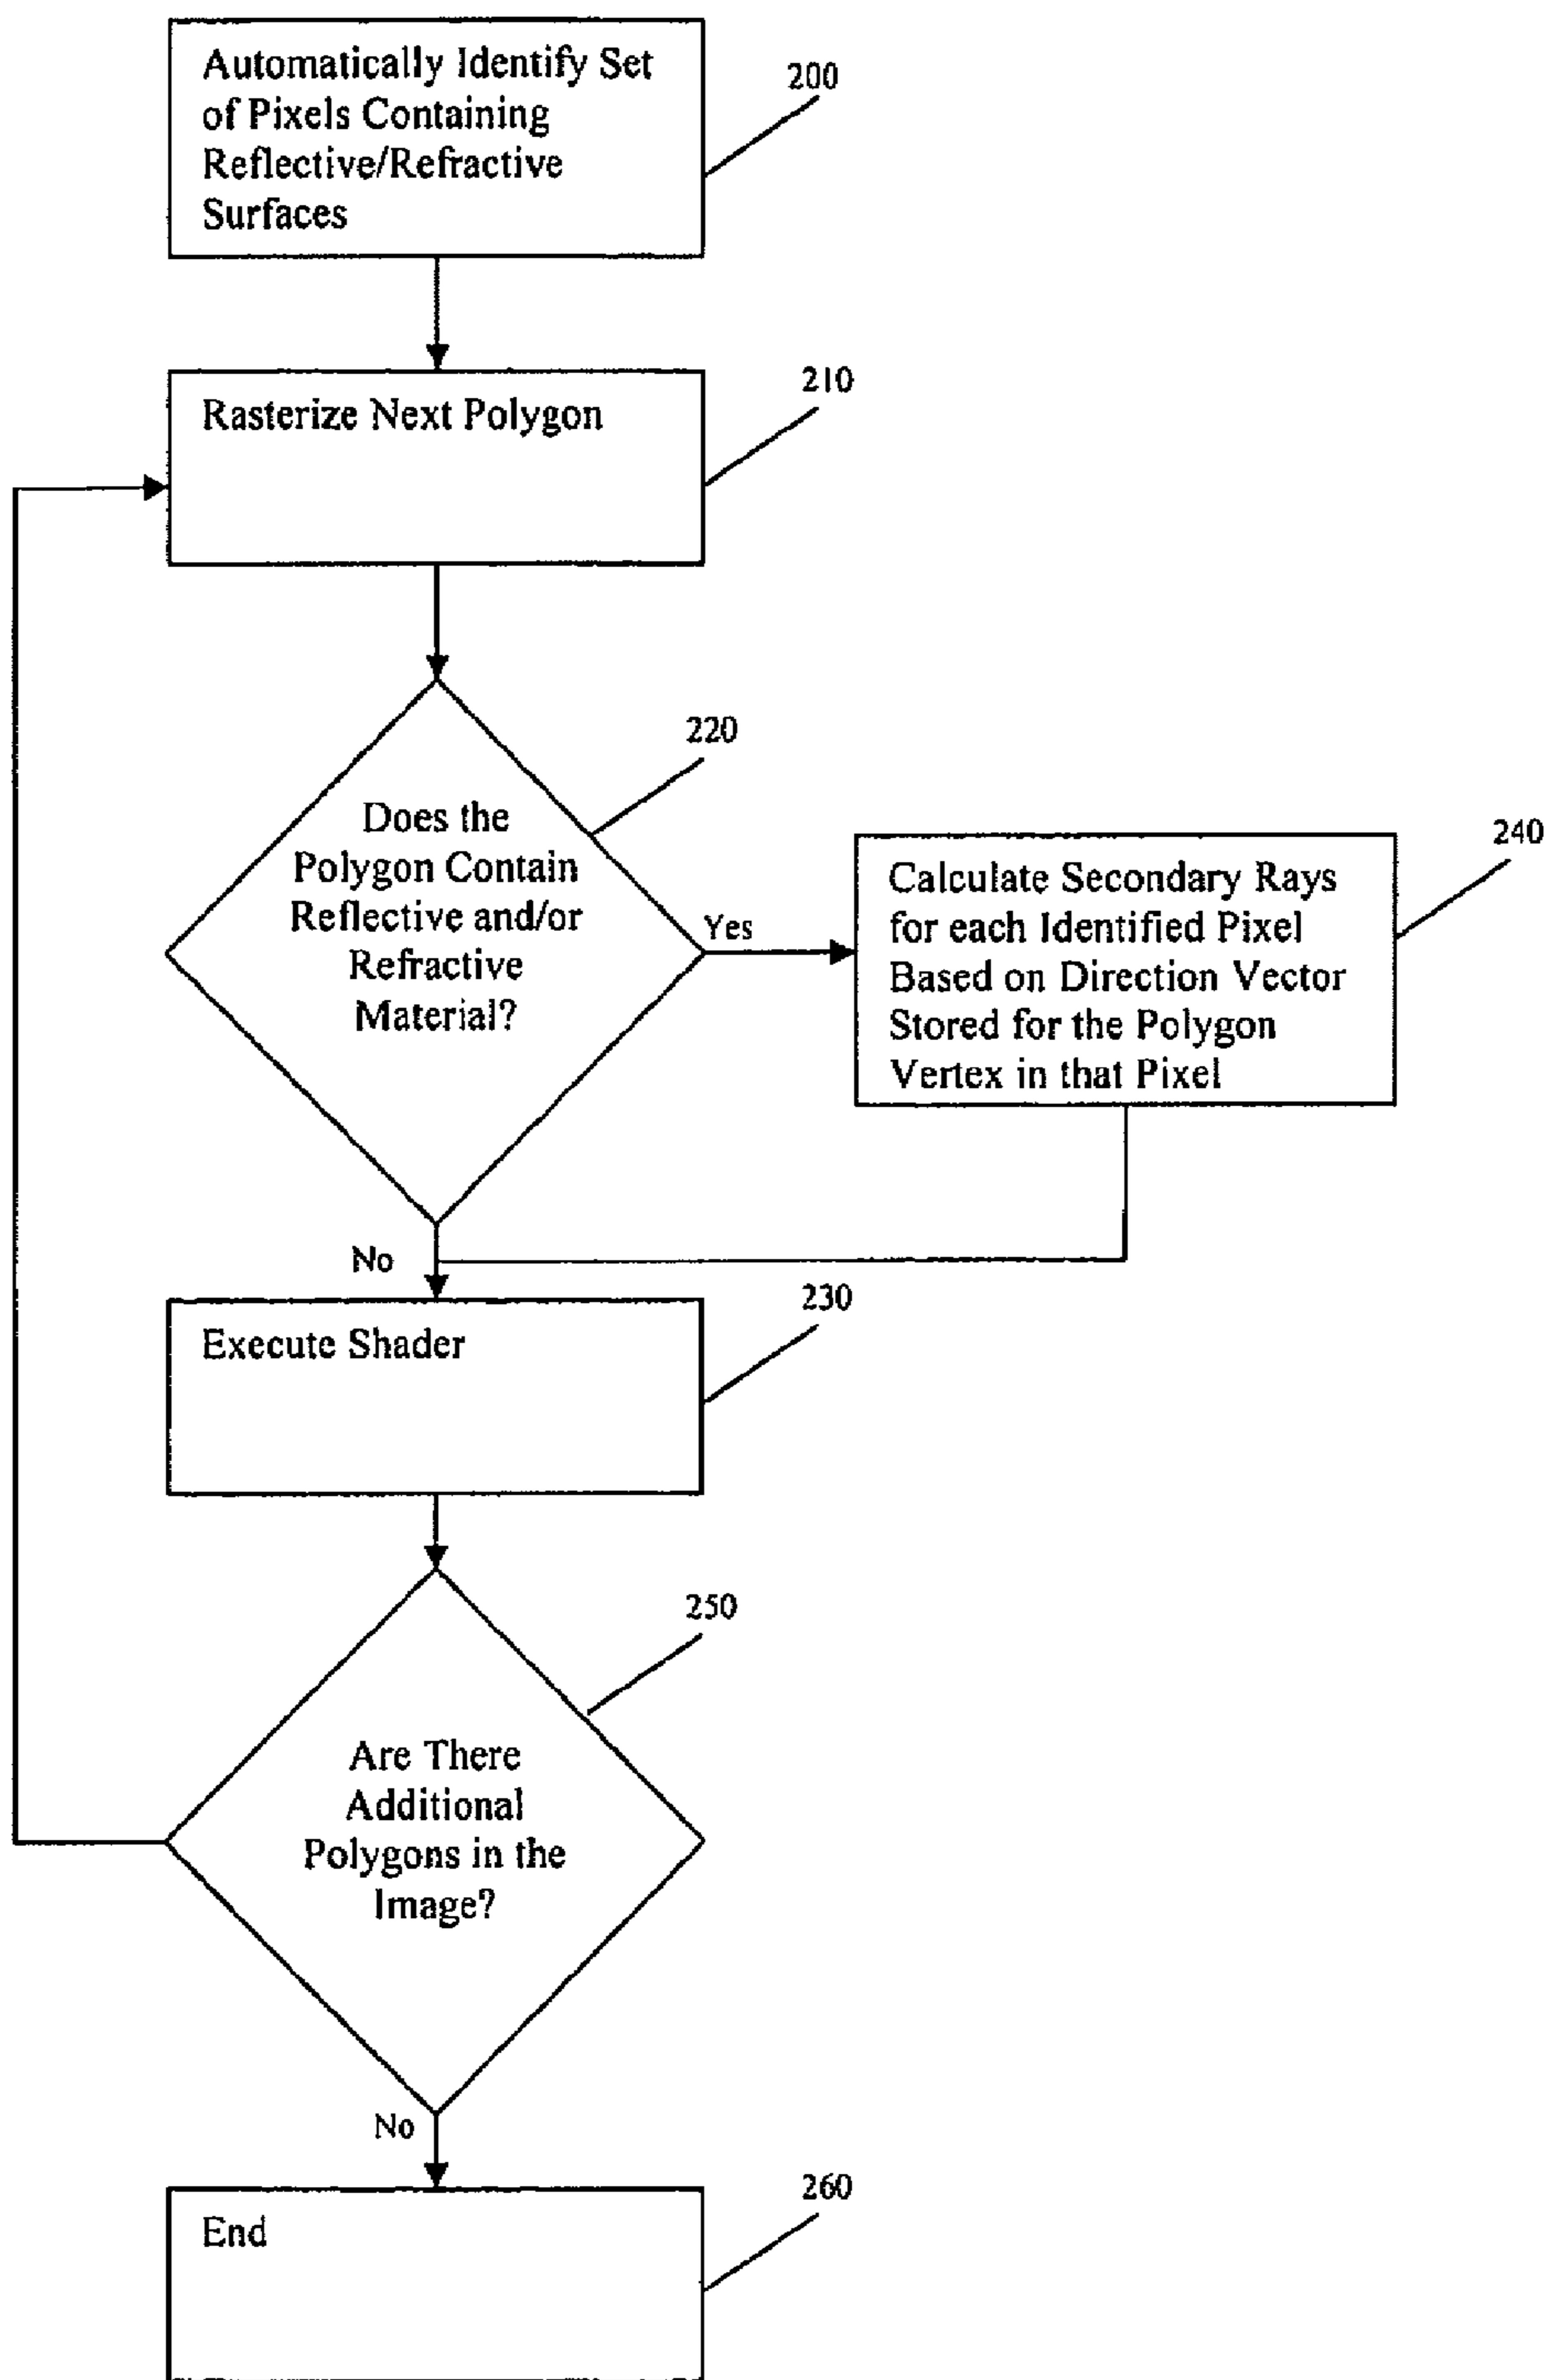 Automatically Identify Set
of Pixels Containing
Reflective/Refractive
Surfaces
200
Rasterize Next Polygon
210
Does the
Polygon Contain
Reflective and/or
Refractive
Material?
220
Yes
Calculate Secondary Rays
for each Identified Pixel
Based on Direction Vector
Stored for the Polygon
Vertex in that Pixel
240
No
Execute Shader
230
Are There
Additional
Polygons in the
Image?
250
No
End
260